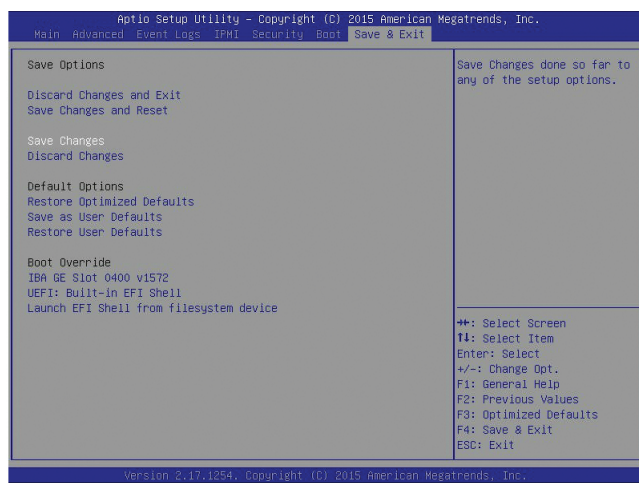 Aptio Setup Utility – Copyright (C) 2015 American Megatrends, Inc.
Main Advanced Event Logs IPMI Security Boot Save & Exit
Save Options
Discard Changes and Exit
Save Changes and Reset
Save Changes
Discard Changes
Default Options
Restore Optimized Defaults
Save as User Defaults
Restore User Defaults
Boot Override
IBA GE Slot 0400 v1572
UEFI: Built-in EFI Shell
Launch EFI Shell from filesystem device
Save Changes done so far to
any of the setup options.
→←: Select Screen
↑↓: Select Item
Enter: Select
+/-: Change Opt.
F1: General Help
F2: Previous Values
F3: Optimized Defaults
F4: Save & Exit
ESC: Exit
Version 2.17.1254. Copyright (C) 2015 American Megatrends, Inc.